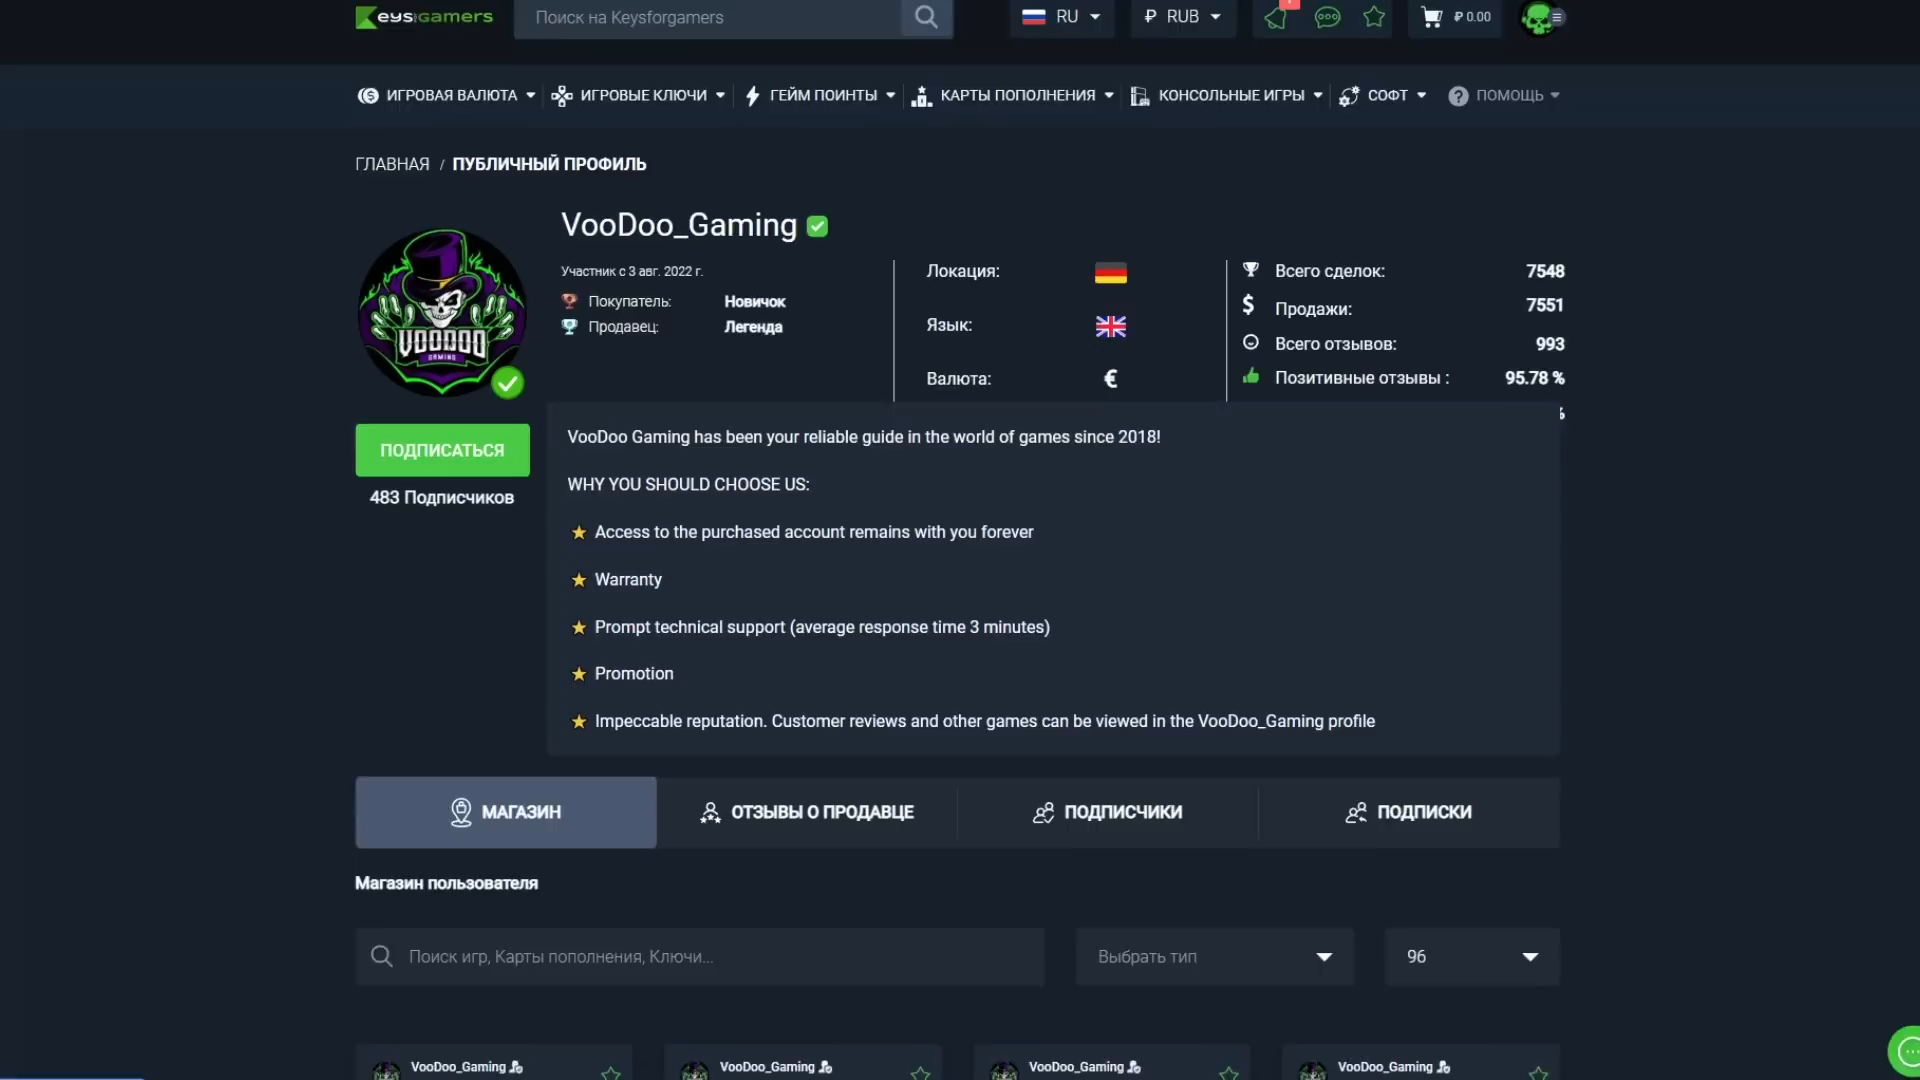 Keysforgamers
Поиск на Keysforgamers
RU
₽ RUB
₽ 0.00
ИГРОВАЯ ВАЛЮТА
ИГРОВЫЕ КЛЮЧИ
ГЕЙМ ПОИНТЫ
КАРТЫ ПОПОЛНЕНИЯ
КОНСОЛЬНЫЕ ИГРЫ
СОФТ
ПОМОЩЬ
ГЛАВНАЯ / ПУБЛИЧНЫЙ ПРОФИЛЬ
VOODOO
GAMING
ПОДПИСАТЬСЯ
483 Подписчиков
VooDoo_Gaming
Участник с 3 авг. 2022 г.
Покупатель: Новичок
Продавец: Легенда
Локация:
Язык:
Валюта: €
Всего сделок: 7548
Продажи: 7551
Всего отзывов: 993
Позитивные отзывы : 95.78 %
VooDoo Gaming has been your reliable guide in the world of games since 2018!
WHY YOU SHOULD CHOOSE US:
Access to the purchased account remains with you forever
Warranty
Prompt technical support (average response time 3 minutes)
Promotion
Impeccable reputation. Customer reviews and other games can be viewed in the VooDoo_Gaming profile
МАГАЗИН
ОТЗЫВЫ О ПРОДАВЦЕ
ПОДПИСЧИКИ
ПОДПИСКИ
Магазин пользователя
Поиск игр, Карты пополнения, Ключи...
Выбрать тип
96
VooDoo_Gaming
VooDoo_Gaming
VooDoo_Gaming
VooDoo_Gaming